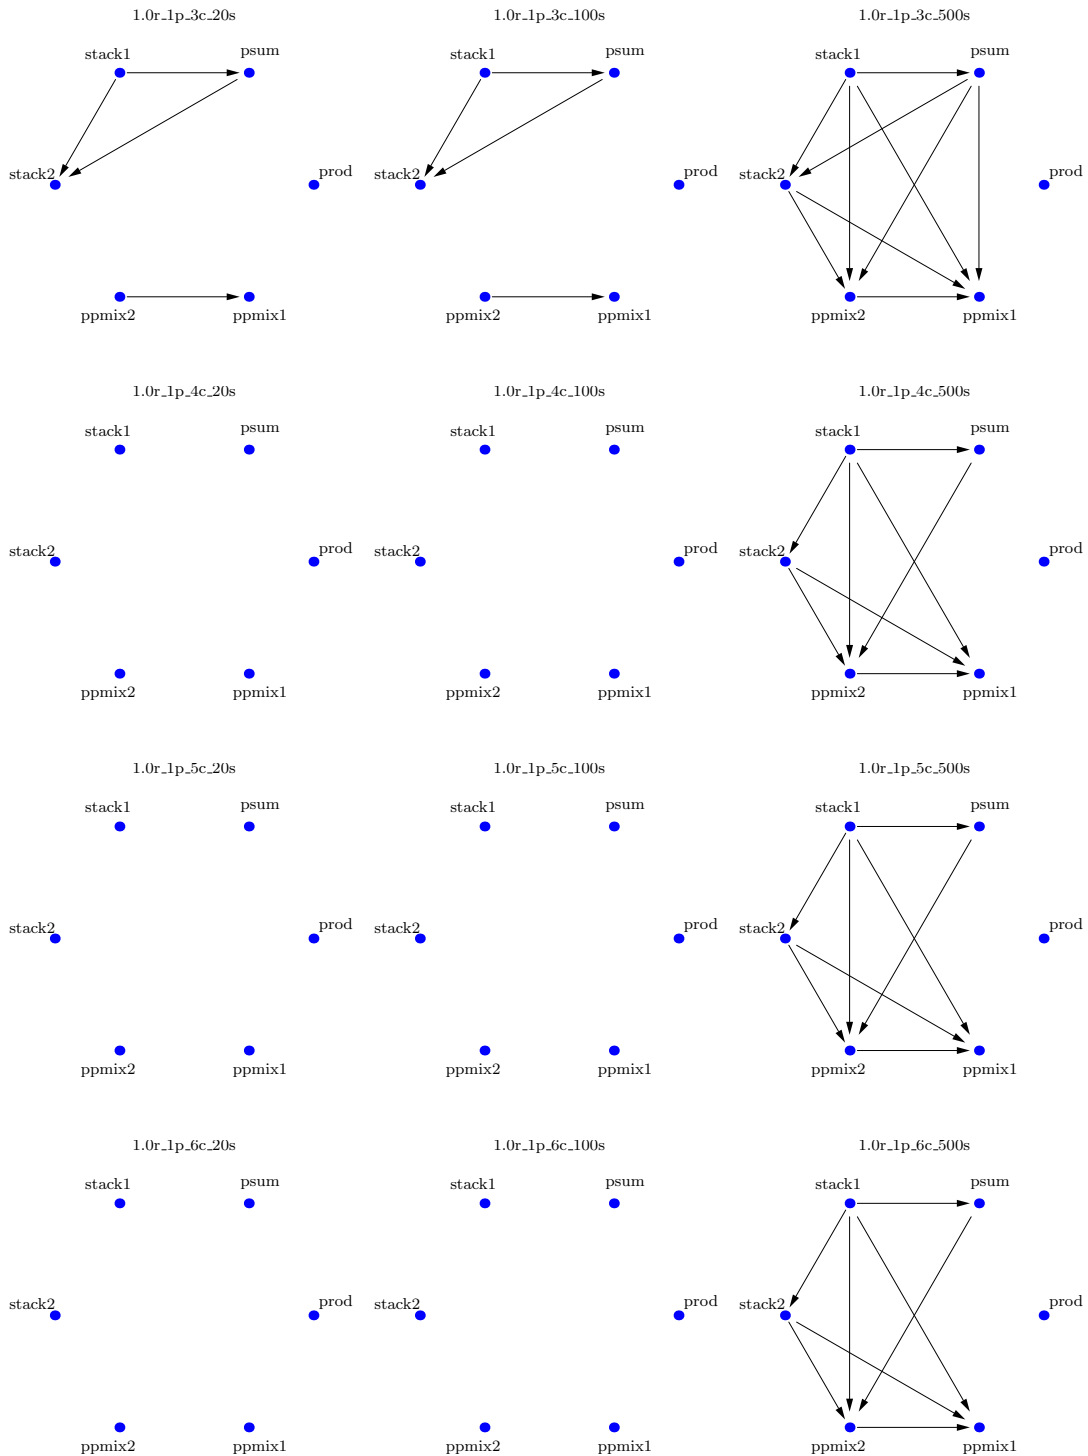 1.0r_1p_3c_20s 1.0r_1p_3c_100s 1.0r_1p_3c_500s
stack1 psum stack1 psum stack1 psum
stack2 prod stack2 prod stack2 prod
ppmix2 ppmix1 ppmix2 ppmix1 ppmix2 ppmix1
1.0r_1p_4c_20s 1.0r_1p_4c_100s 1.0r_1p_4c_500s
stack1 psum stack1 psum stack1 psum
stack2 prod stack2 prod stack2 prod
ppmix2 ppmix1 ppmix2 ppmix1 ppmix2 ppmix1
1.0r_1p_5c_20s 1.0r_1p_5c_100s 1.0r_1p_5c_500s
stack1 psum stack1 psum stack1 psum
stack2 prod stack2 prod stack2 prod
ppmix2 ppmix1 ppmix2 ppmix1 ppmix2 ppmix1
1.0r_1p_6c_20s 1.0r_1p_6c_100s 1.0r_1p_6c_500s
stack1 psum stack1 psum stack1 psum
stack2 prod stack2 prod stack2 prod
ppmix2 ppmix1 ppmix2 ppmix1 ppmix2 ppmix1